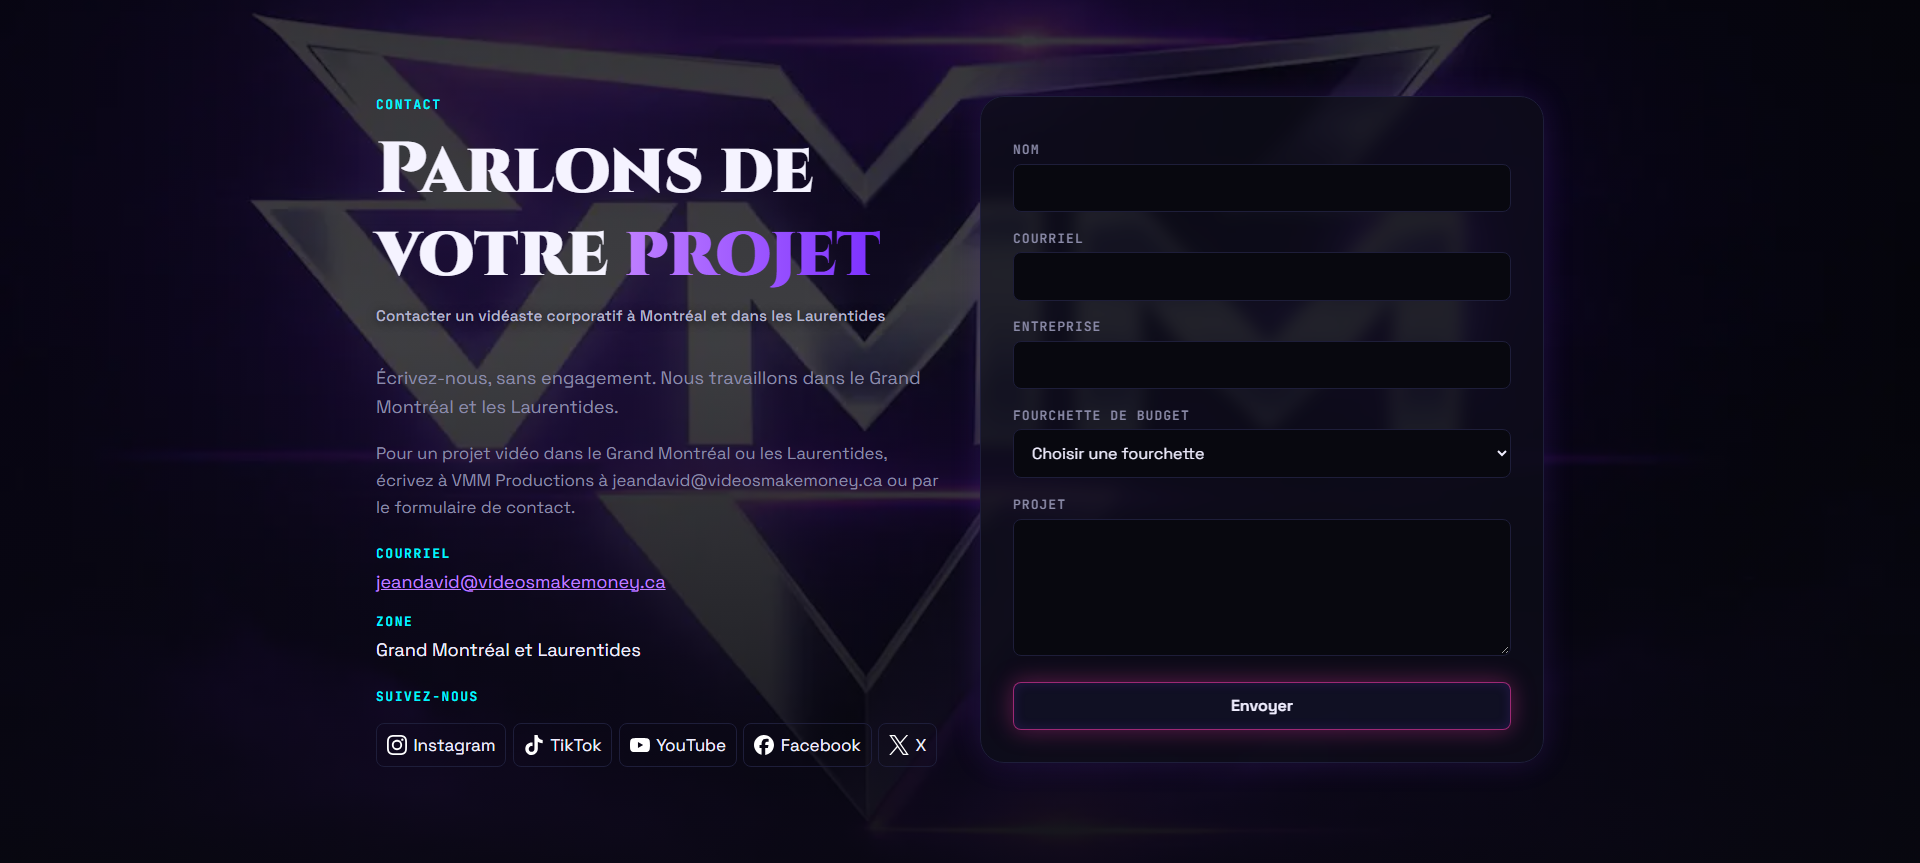 CONTACT
PARLONS DE
VOTRE PROJET
Contacter un vidéaste corporatif à Montréal et dans les Laurentides
Écrivez-nous, sans engagement. Nous travaillons dans le Grand
Montréal et les Laurentides.
Pour un projet vidéo dans le Grand Montréal ou les Laurentides,
écrivez à VMM Productions à jeandavid@videosmakemoney.ca ou par
le formulaire de contact.
COURRIEL
jeandavid@videosmakemoney.ca
ZONE
Grand Montréal et Laurentides
SUIVEZ-NOUS
Instagram TikTok YouTube Facebook X
NOM
COURRIEL
ENTREPRISE
FOURCHETTE DE BUDGET
Choisir une fourchette
PROJET
Envoyer